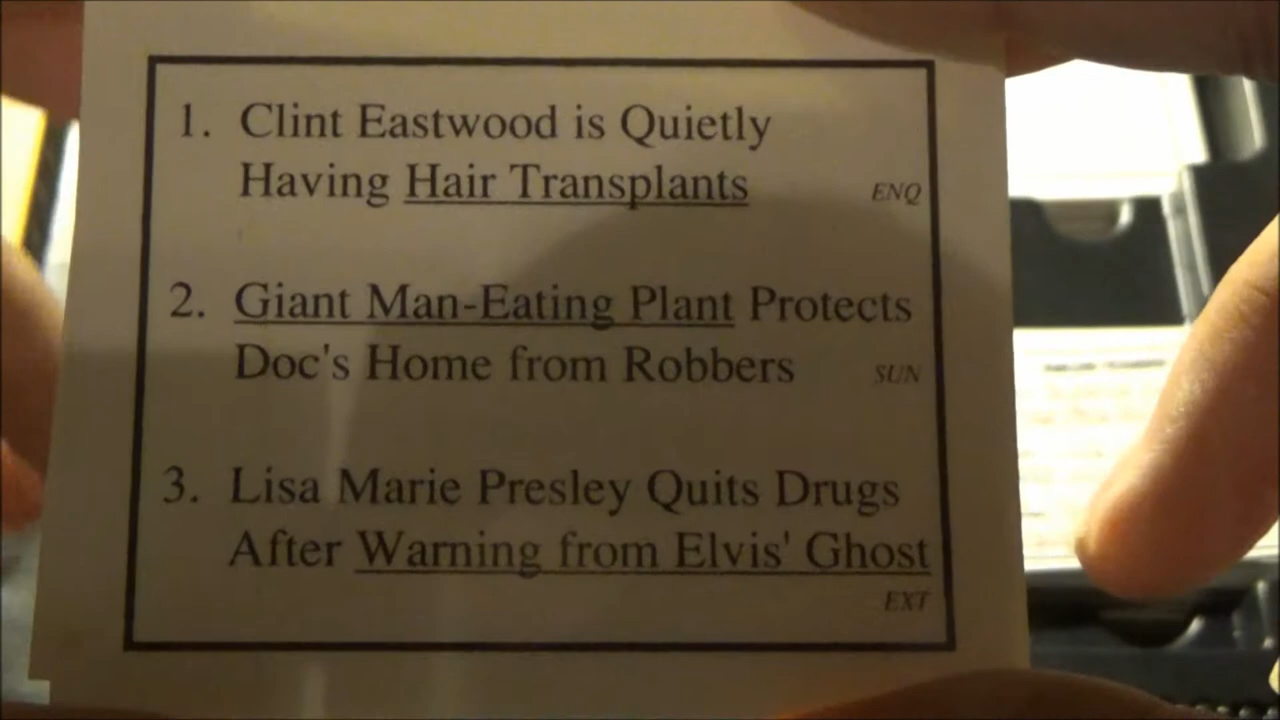 1. Clint Eastwood is Quietly
Having Hair Transplants ENQ
2. Giant Man-Eating Plant Protects
Doc's Home from Robbers SUN
3. Lisa Marie Presley Quits Drugs
After Warning from Elvis' Ghost
EXT